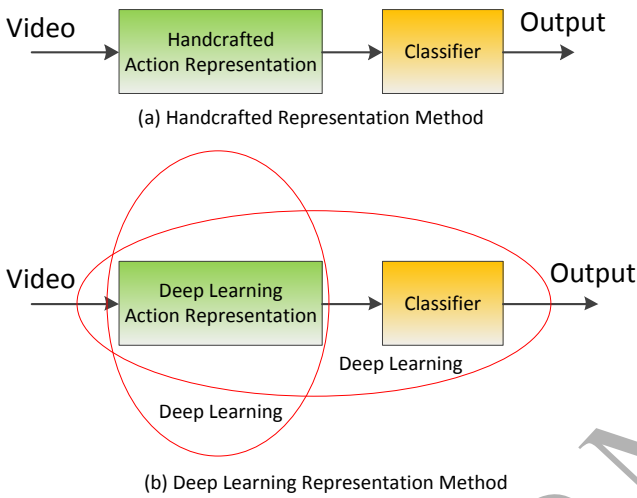 Video
Handcrafted
Action Representation
Classifier
Output
(a) Handcrafted Representation Method
Video
Deep Learning
Action Representation
Classifier
Output
Deep Learning
Deep Learning
(b) Deep Learning Representation Method